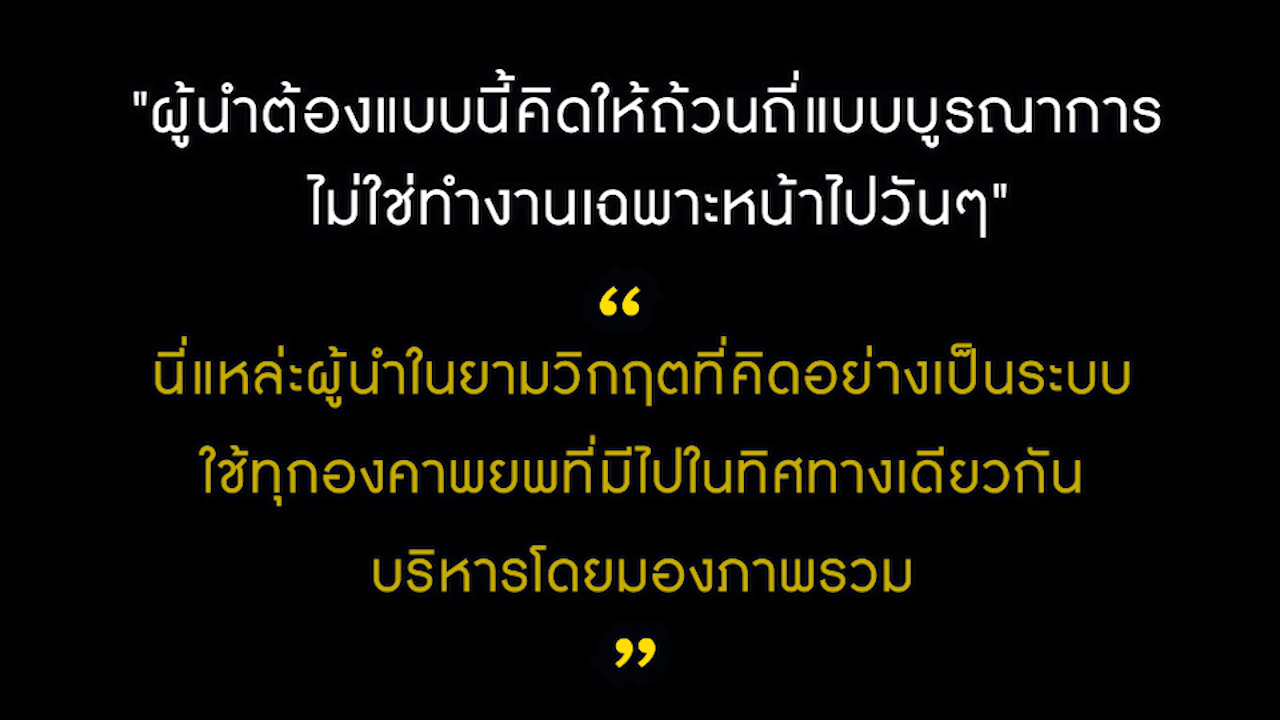 "ผู้นำต้องแบบนี้คิดให้ถ้วนถี่แบบบูรณาการ
ไม่ใช่ทำงานเฉพาะหน้าไปวันๆ"
“
นี่แหล่ะผู้นำในยามวิกฤตที่คิดอย่างเป็นระบบ
ใช้ทุกองคาพยพที่มีไปในทิศทางเดียวกัน
บริหารโดยมองภาพรวม
”